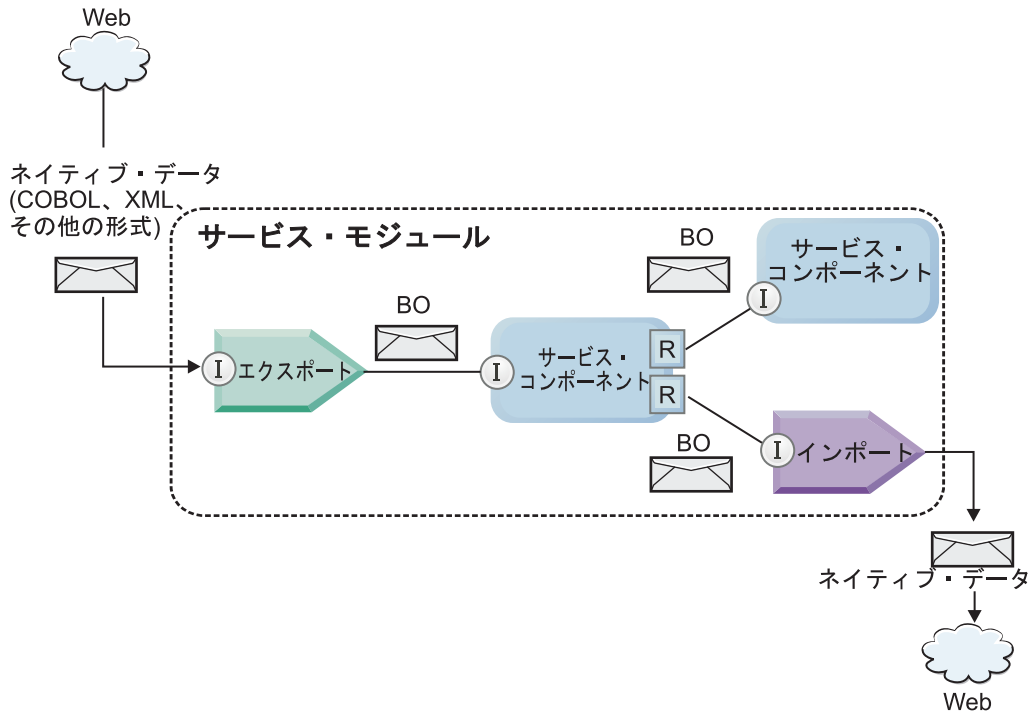 Web
ネイティブ・データ
(COBOL、XML、
その他の形式)
サービス・モジュール
BO
サービス・
コンポーネント
I
BO
I
エクスポート
I
サービス・
コンポーネント
R
R
BO
I
インポート
ネイティブ・データ
Web